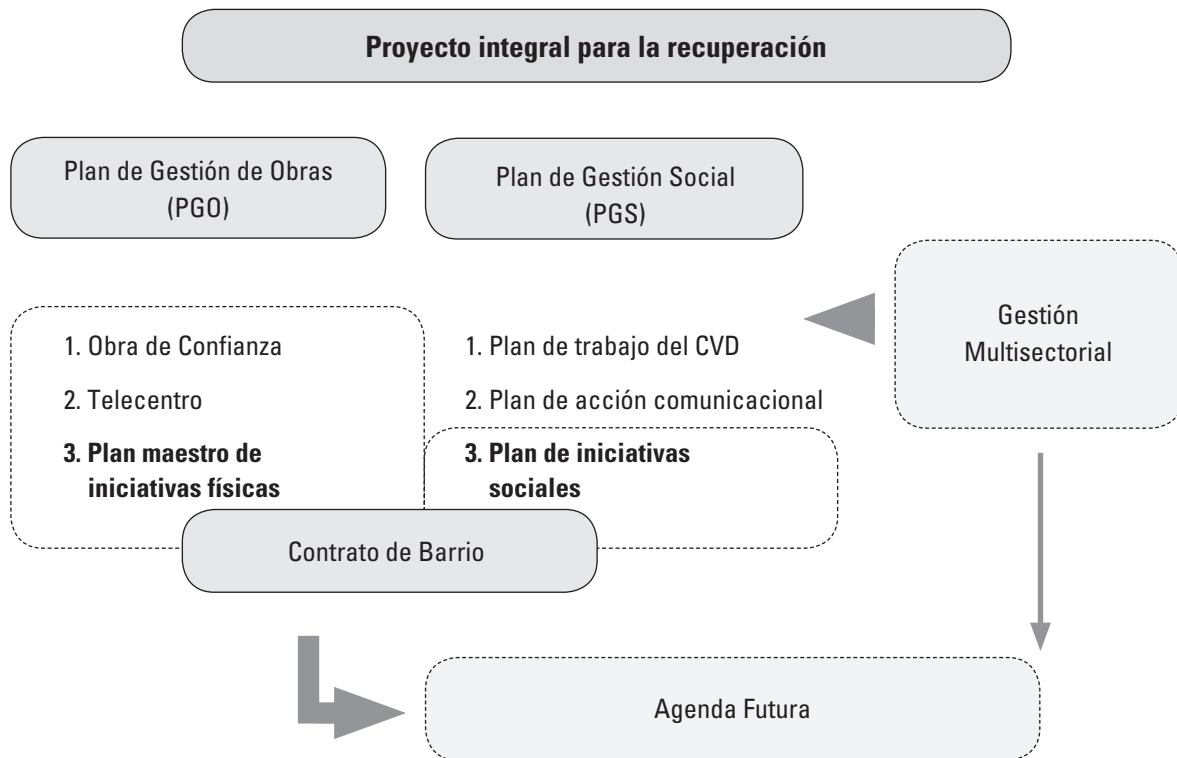 Proyecto integral para la recuperación
Plan de Gestión de Obras
(PGO)
Plan de Gestión Social
(PGS)
1. Obra de Confianza
2. Telecentro
3. Plan maestro de
iniciativas físicas
1. Plan de trabajo del CVD
2. Plan de acción comunicacional
3. Plan de iniciativas
sociales
Gestión
Multisectorial
Contrato de Barrio
Agenda Futura